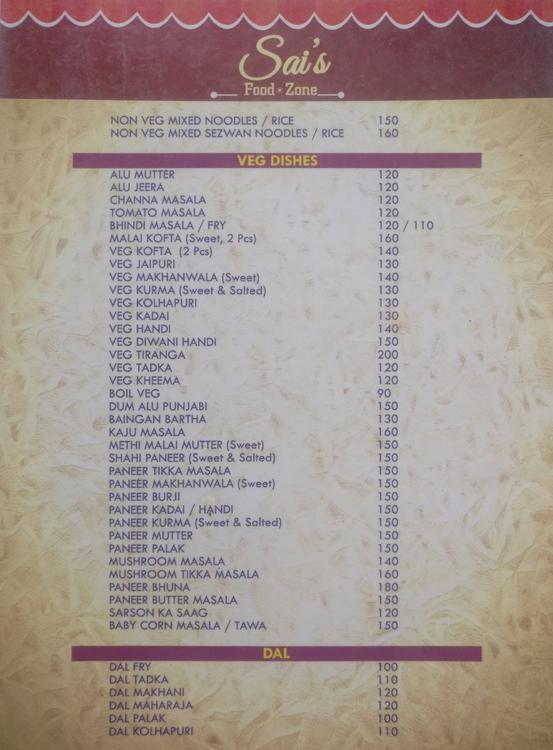 Sai's
Food Zone
NON VEG MIXED NOODLES / RICE 150
NON VEG MIXED SEZWAN NOODLES / RICE 160
VEG DISHES
ALU MUTTER 120
ALU JEERA 120
CHANNA MASALA 120
TOMATO MASALA 120
BHINDI MASALA / FRY 120 / 110
MALAI KOFTA (Sweet, 2 Pcs) 160
VEG KOFTA (2 Pcs) 140
VEG JAIPURI 130
VEG MAKHANWALA (Sweet) 140
VEG KURMA (Sweet & Salted) 130
VEG KOLHAPURI 130
VEG KADAI 130
VEG HANDI 140
VEG DIWANI HANDI 150
VEG TIRANGA 200
VEG TADKA 120
VEG KHEEMA 120
BOIL VEG 90
DUM ALU PUNJABI 150
BAINGAN BARTHA 130
KAJU MASALA 160
METHI MALAI MUTTER (Sweet) 150
SHAHI PANEER (Sweet & Salted) 150
PANEER TIKKA MASALA 150
PANEER MAKHANWALA (Sweet) 150
PANEER BURJI 150
PANEER KADAI / HANDI 150
PANEER KURMA (Sweet & Salted) 150
PANEER MUTTER 150
PANEER PALAK 150
MUSHROOM MASALA 140
MUSHROOM TIKKA MASALA 160
PANEER BHUNA 180
PANEER BUTTER MASALA 150
SARSON KA SAAG 120
BABY CORN MASALA / TAWA 150
DAL
DAL FRY 100
DAL TADKA 110
DAL MAKHANI 120
DAL MAHARAJA 120
DAL PALAK 100
DAL KOLHAPURI 110